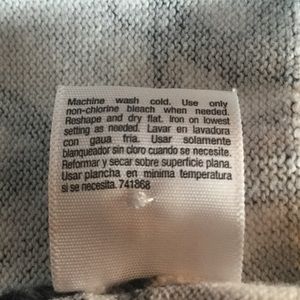 Machine wash cold. Use only
non-chlorine bleach when needed.
Reshape and dry flat. Iron on lowest
setting as needed. Lavar en lavadora
con gaua fria. Usar solamente
blanqueador sin cloro cuando se necesite.
Reformar y secar sobre superficie plana.
Usar plancha en minima temperatura
si se necesita. 741868